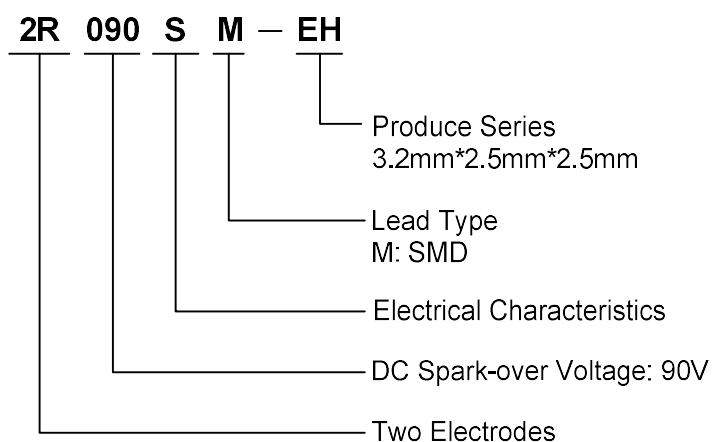 2R 090 S M — EH
Produce Series
3.2mm*2.5mm*2.5mm
Lead Type
M: SMD
Electrical Characteristics
DC Spark-over Voltage: 90V
Two Electrodes